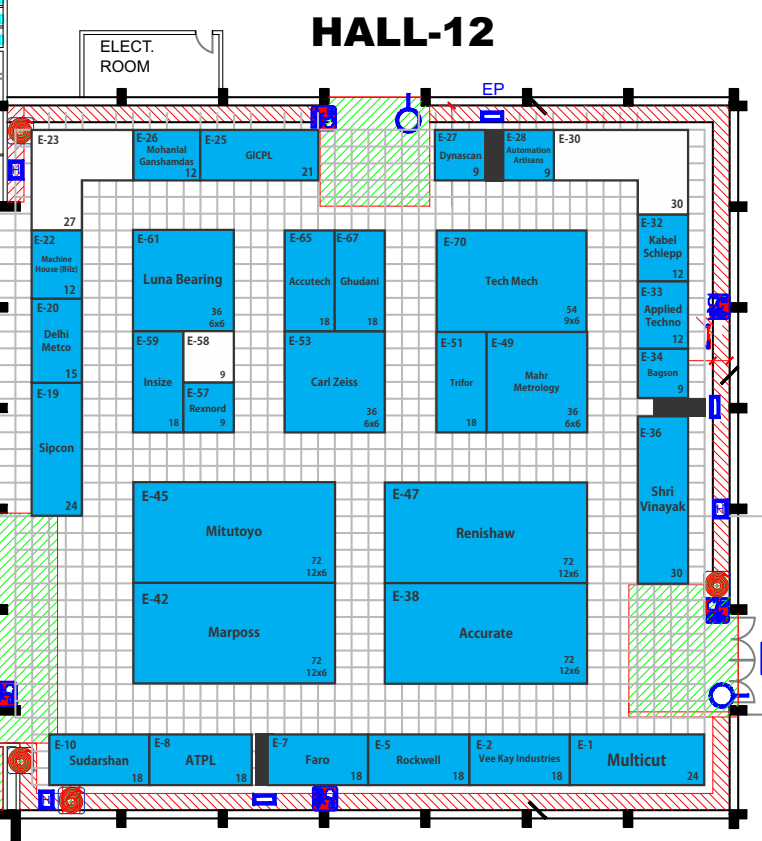 HALL-12
ELECT.
ROOM
EP
E-23
27
E-26
Mohanlal
Ganshamdas
12
E-25
GICPL
21
E-27
Dynascan
9
E-28
Automation
Artisans
9
E-30
30
E-22
Machine
House (Bilz)
12
E-20
Delhi
Metco
15
E-19
Sipcon
24
E-61
Luna Bearing
36
6x6
E-65
Accutech
18
E-67
Ghudani
18
E-70
Tech Mech
54
9x6
E-32
Kabel
Schlepp
12
E-33
Applied
Techno
12
E-34
Bagson
9
E-59
Insize
18
E-58
9
E-57
Rexnord
9
E-53
Carl Zeiss
36
6x6
E-51
Trifor
18
E-49
Mahr
Metrology
36
6x6
E-36
Shri
Vinayak
30
E-45
Mitutoyo
72
12x6
E-47
Renishaw
72
12x6
E-42
Marposs
72
12x6
E-38
Accurate
72
12x6
E-10
Sudarshan
18
E-8
ATPL
18
E-7
Faro
18
E-5
Rockwell
18
E-2
Vee Kay Industries
18
E-1
Multicut
24